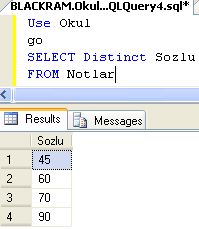 BLACKRAM.Okul...QLQuery4.sql*
Use Okul
go
SELECT Distinct Sozlu
FROM Notlar
Results Messages
Sozlu
1 45
2 60
3 70
4 90